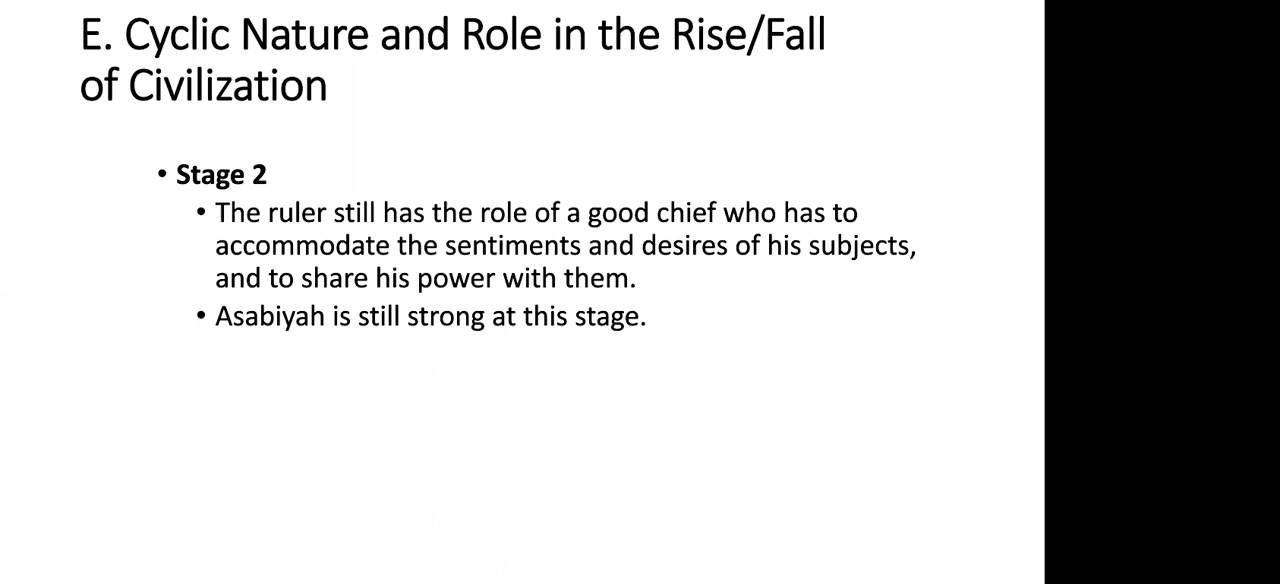 E. Cyclic Nature and Role in the Rise/Fall
of Civilization
• Stage 2
• The ruler still has the role of a good chief who has to
accommodate the sentiments and desires of his subjects,
and to share his power with them.
• Asabiyah is still strong at this stage.